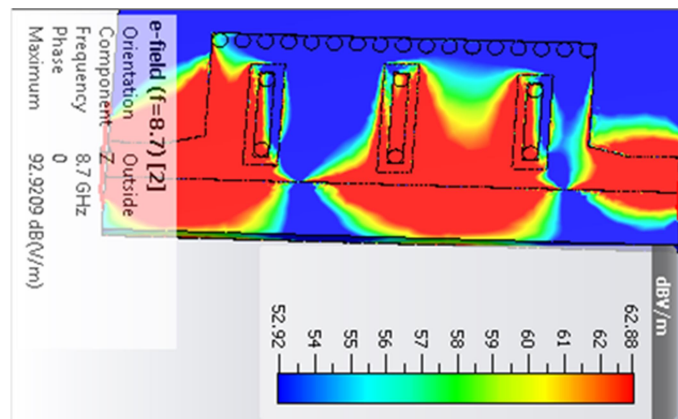 e-field (f=8.7) [2]
Orientation Outside
Component Z
Frequency 8.7 GHz
Phase 0
Maximum 92.9209 dB(V/m)
dBV/m
62.88
62
61
60
59
58
57
56
55
54
52.92